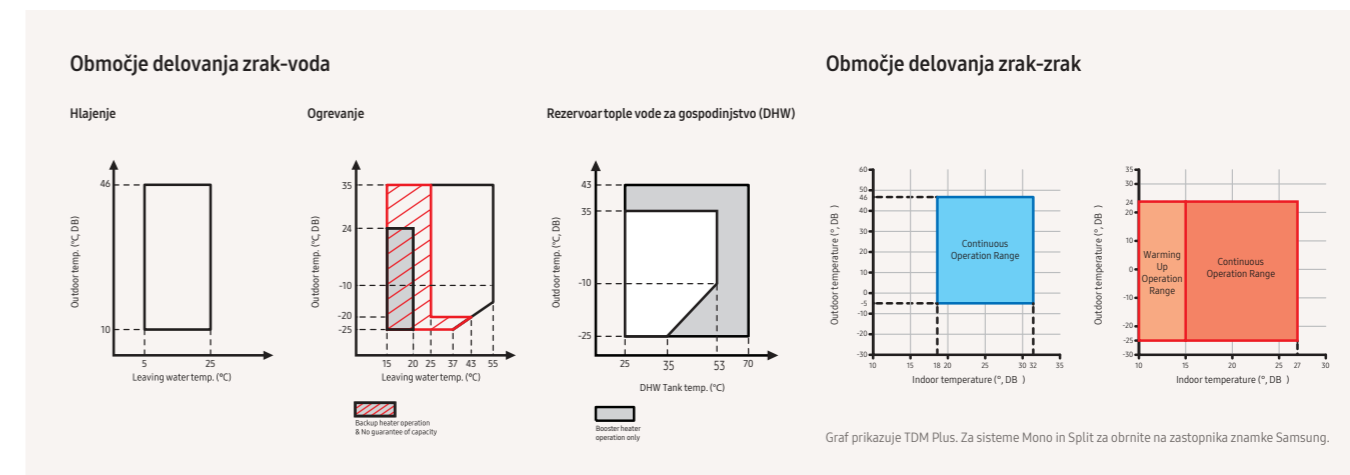 Območje delovanja zrak-voda
Hlajenje
Outdoor temp. (°C, DB)
46
10
5 25
Leaving water temp. (°C)
Ogrevanje
Outdoor temp. (°C, DB)
35
24
-10
-20
-25
15 20 25 37 43 55
Leaving water temp. (°C)
Backup heater operation
& No guarantee of capacity
Rezervoar tople vode za gospodinjstvo (DHW)
Outdoor temp. (°C, DB)
43
35
-10
-25
25 35 53 70
DHW Tank temp. (°C)
Booster heater
operation only
Območje delovanja zrak-zrak
Outdoor temperature (°, DB )
60
50
46
40
30
20
10
0
-5
-10
-20
-30
Continuous
Operation Range
10 15 18 20 25 30 32 35
Indoor temperature (°, DB )
Outdoor temperature (°, DB )
35
30
24
20
10
0
-10
-20
-25
-30
Warming
Up
Operation
Range
Continuous
Operation Range
10 15 20 25 27 30
Indoor temperature (°, DB )
Graf prikazuje TDM Plus. Za sisteme Mono in Split za obrnite na zastopnika znamke Samsung.